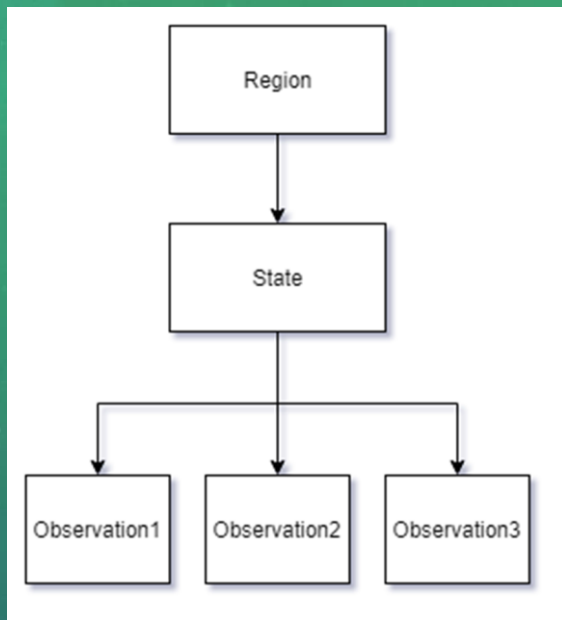 Region
State
Observation1
Observation2
Observation3